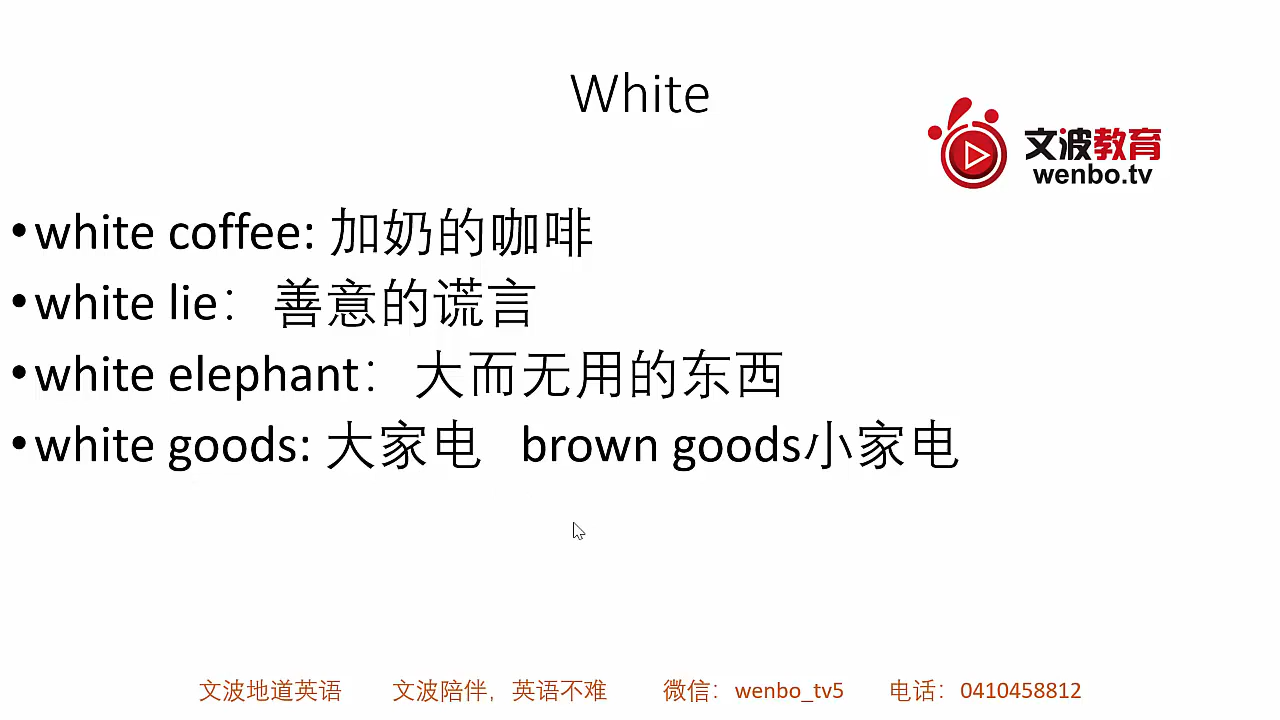 White
文波教育
wenbo.tv
•white coffee: 加奶的咖啡
•white lie： 善意的谎言
•white elephant： 大而无用的东西
•white goods: 大家电 brown goods小家电
文波地道英语 文波陪伴，英语不难 微信：wenbo_tv5 电话：0410458812